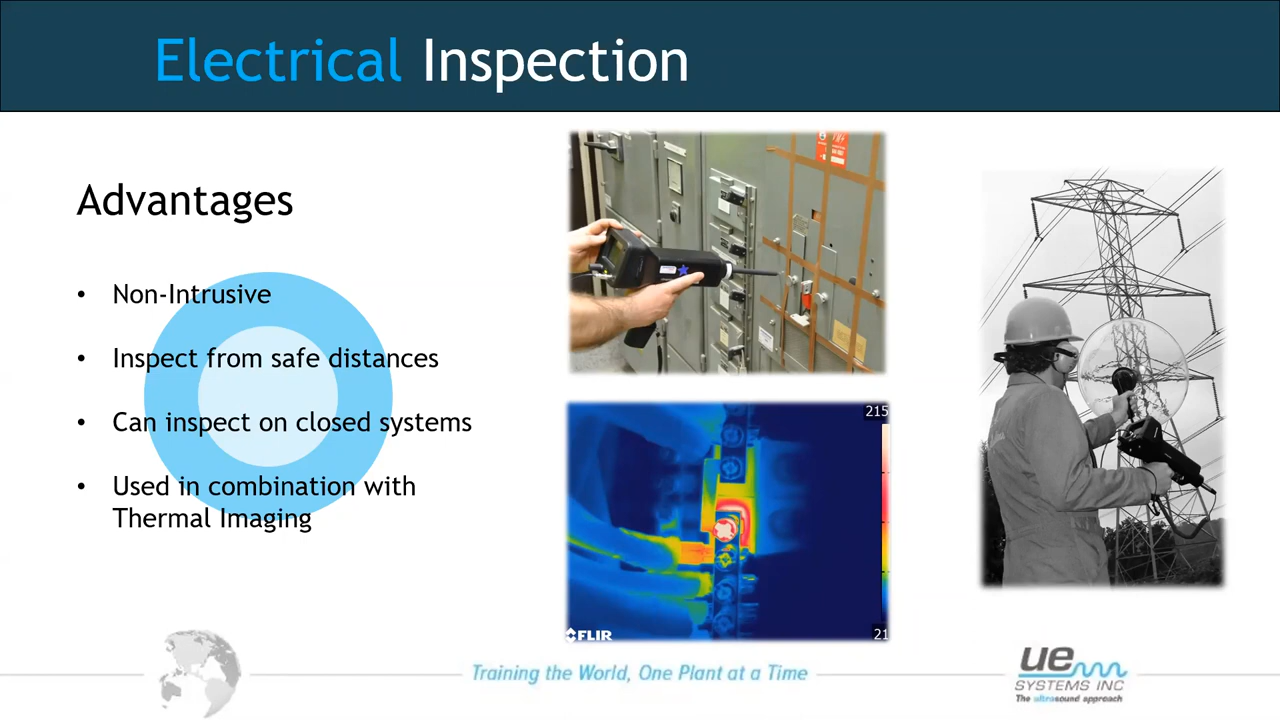 Electrical Inspection
Advantages
• Non-Intrusive
• Inspect from safe distances
• Can inspect on closed systems
• Used in combination with
Thermal Imaging
215
FLIR
21
Training the World, One Plant at a Time
ue
SYSTEMS INC
The ultrasound approach